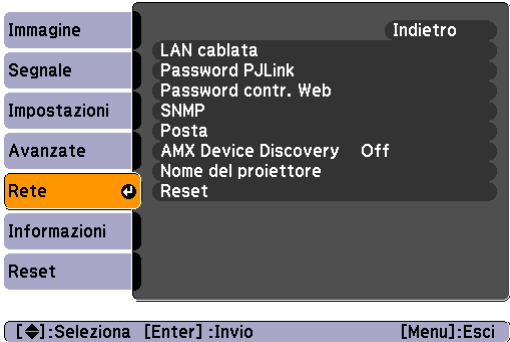 Immagine
Segnale
Impostazioni
Avanzate
Rete
Informazioni
Reset
Indietro
LAN cablata
Password PJLink
Password contr. Web
SNMP
Posta
AMX Device Discovery Off
Nome del proiettore
Reset
[◆]:Seleziona [Enter] :Invio [Menu]:Esci